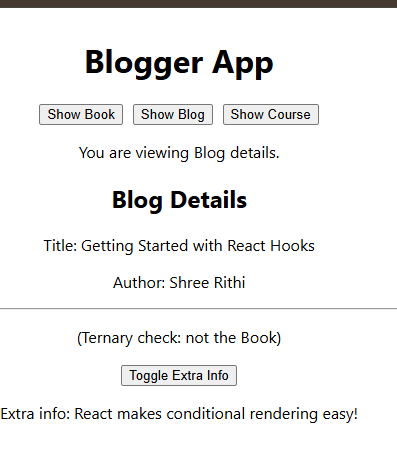 Blogger App
Show Book Show Blog Show Course
You are viewing Blog details.
Blog Details
Title: Getting Started with React Hooks
Author: Shree Rithi
(Ternary check: not the Book)
Toggle Extra Info
Extra info: React makes conditional rendering easy!